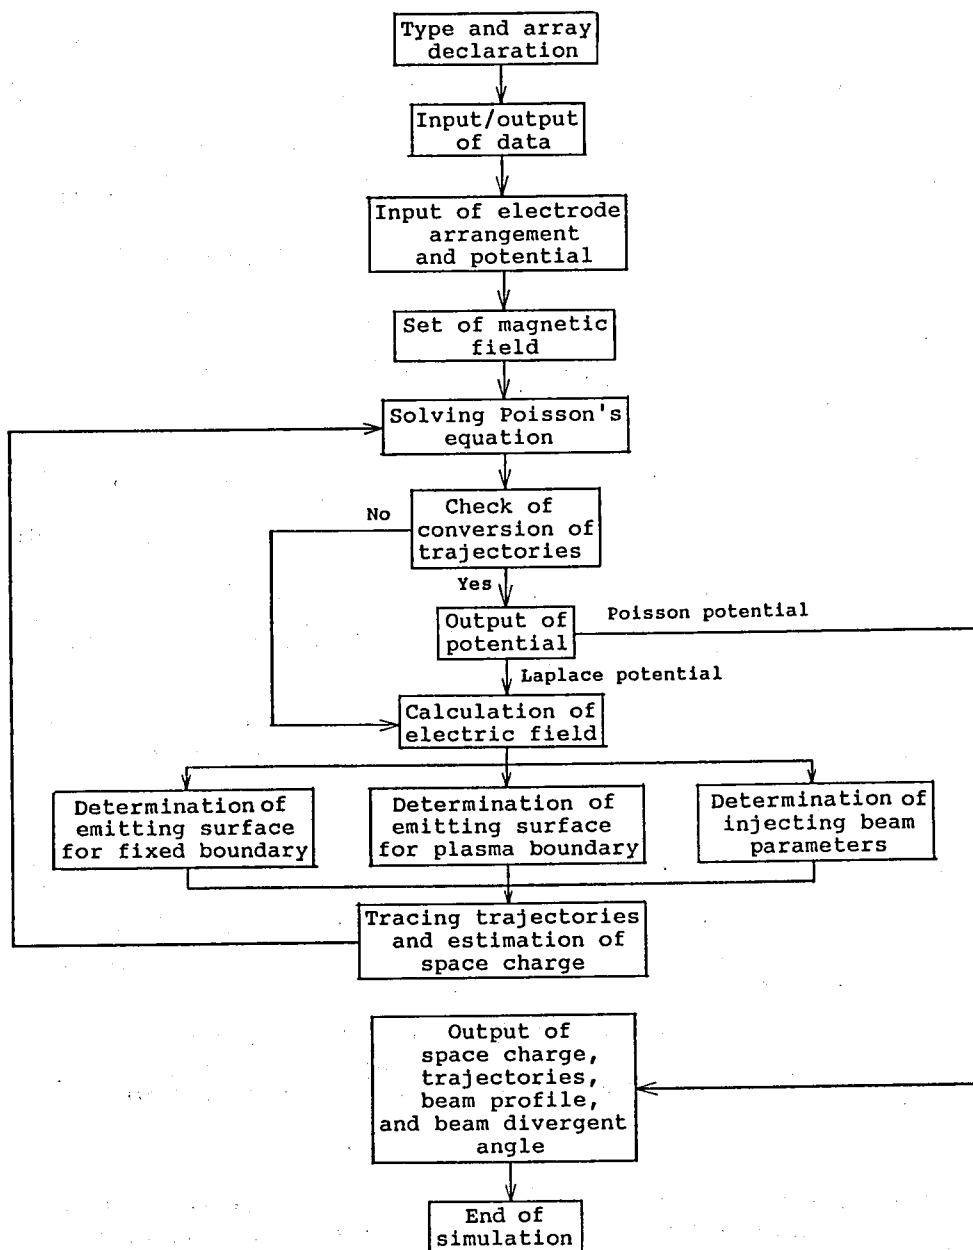 Type and array
declaration
Input/output
of data
Input of electrode
arrangement
and potential
Set of magnetic
field
Solving Poisson's
equation
Check of
conversion of
trajectories
No
Yes
Output of
potential
Poisson potential
Laplace potential
Calculation of
electric field
Determination of
emitting surface
for fixed boundary
Determination of
emitting surface
for plasma boundary
Determination of
injecting beam
parameters
Tracing trajectories
and estimation of
space charge
Output of
space charge,
trajectories,
beam profile,
and beam divergent
angle
End of
simulation